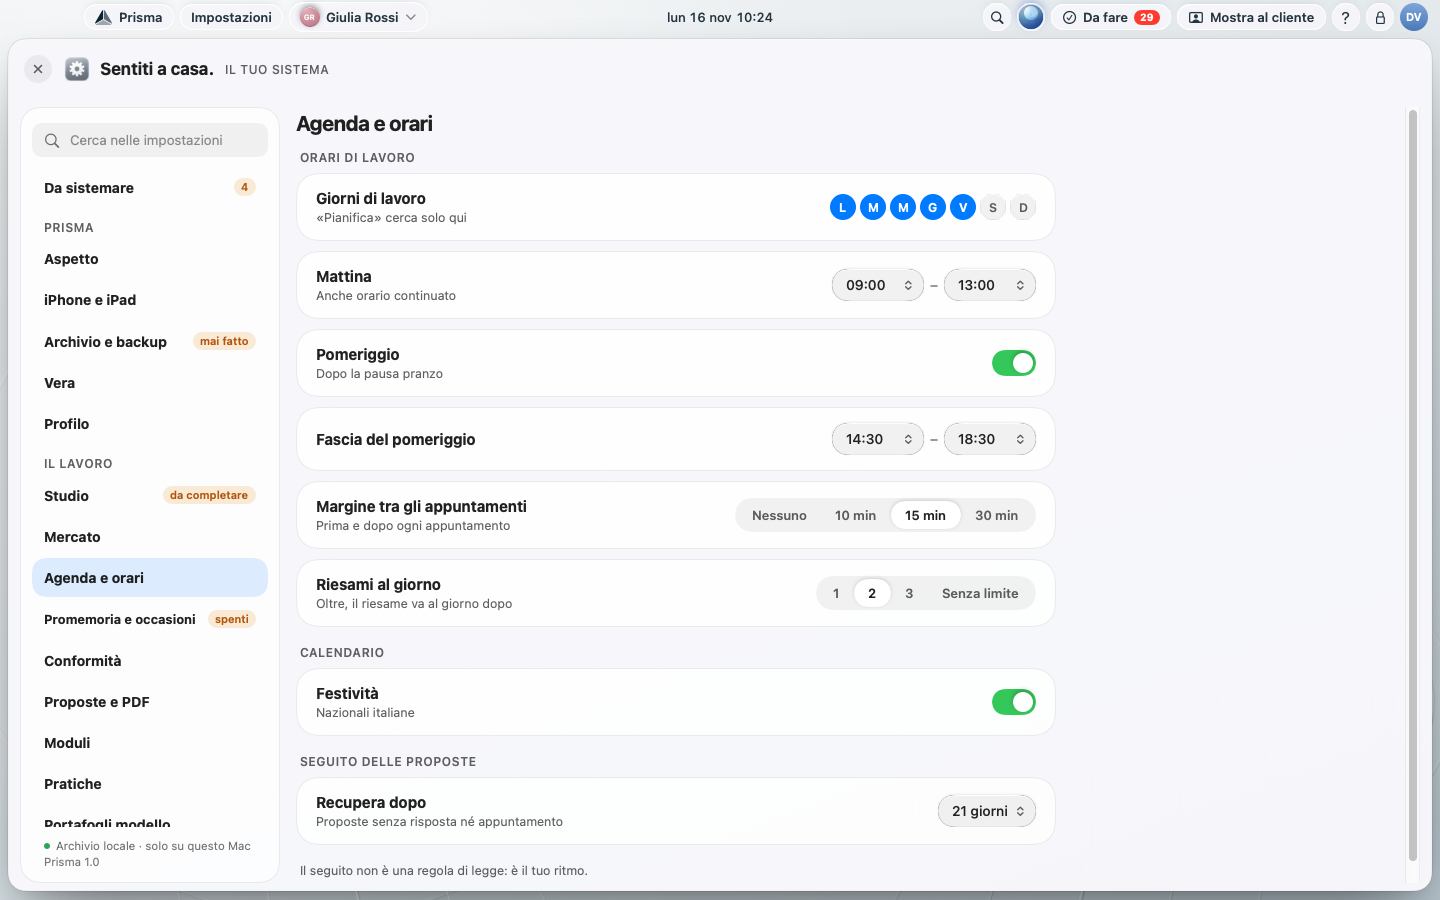 Prisma
Impostazioni
GR Giulia Rossi
lun 16 nov 10:24
Da fare 29
Mostra al cliente
?
DV
Sentiti a casa. IL TUO SISTEMA
Cerca nelle impostazioni
Da sistemare 4
PRISMA
Aspetto
iPhone e iPad
Archivio e backup mai fatto
Vera
Profilo
IL LAVORO
Studio da completare
Mercato
Agenda e orari
Promemoria e occasioni spenti
Conformità
Proposte e PDF
Moduli
Pratiche
Portafogli modello
Archivio locale · solo su questo Mac
Prisma 1.0
Agenda e orari
ORARI DI LAVORO
Giorni di lavoro
«Pianifica» cerca solo qui
L M M G V S D
Mattina
Anche orario continuato
09:00 – 13:00
Pomeriggio
Dopo la pausa pranzo
Fascia del pomeriggio
14:30 – 18:30
Margine tra gli appuntamenti
Prima e dopo ogni appuntamento
Nessuno 10 min 15 min 30 min
Riesami al giorno
Oltre, il riesame va al giorno dopo
1 2 3 Senza limite
CALENDARIO
Festività
Nazionali italiane
SEGUITO DELLE PROPOSTE
Recupera dopo
Proposte senza risposta né appuntamento
21 giorni
Il seguito non è una regola di legge: è il tuo ritmo.